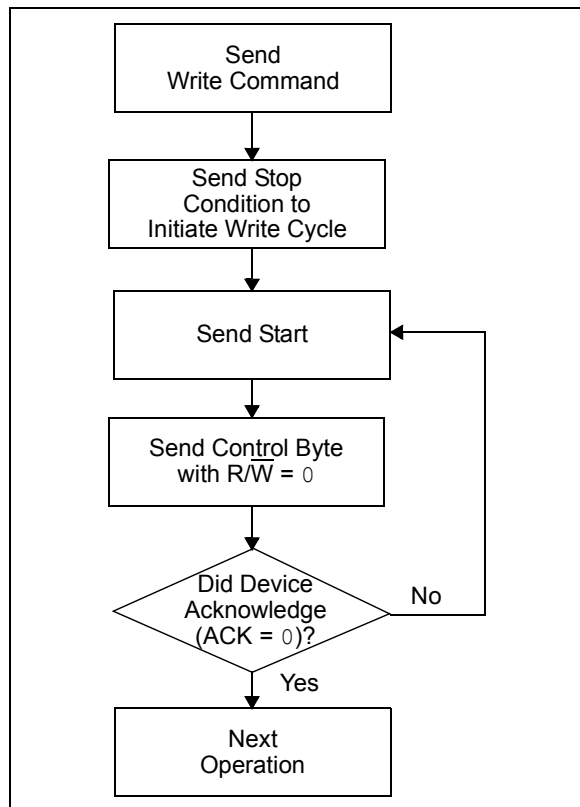 Send
Write Command
Send Stop
Condition to
Initiate Write Cycle
Send Start
Send Control Byte
with R/W̅ = 0
Did Device
Acknowledge
(ACK = 0)?
No
Yes
Next
Operation